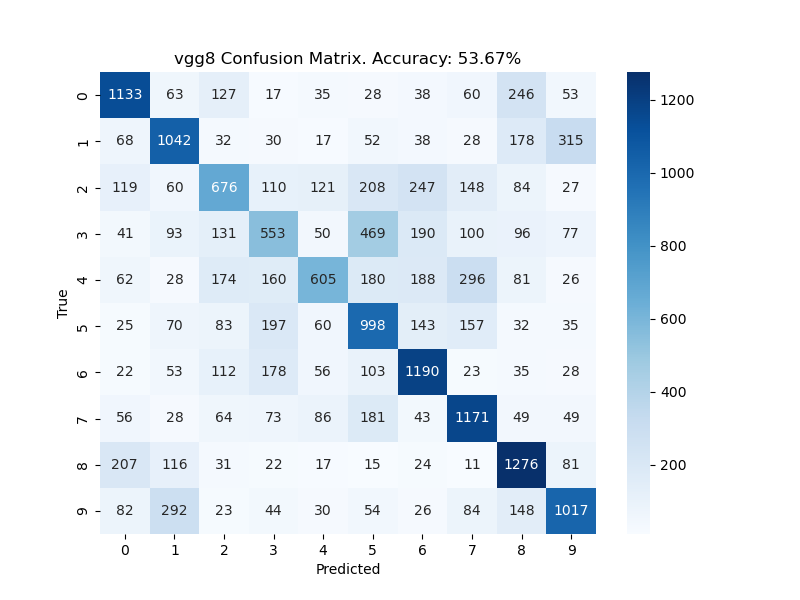 vgg8 Confusion Matrix. Accuracy: 53.67%
0 1133 63 127 17 35 28 38 60 246 53
1 68 1042 32 30 17 52 38 28 178 315
2 119 60 676 110 121 208 247 148 84 27
3 41 93 131 553 50 469 190 100 96 77
4 62 28 174 160 605 180 188 296 81 26
5 25 70 83 197 60 998 143 157 32 35
6 22 53 112 178 56 103 1190 23 35 28
7 56 28 64 73 86 181 43 1171 49 49
8 207 116 31 22 17 15 24 11 1276 81
9 82 292 23 44 30 54 26 84 148 1017
0 1 2 3 4 5 6 7 8 9
Predicted
True
1200
1000
800
600
400
200